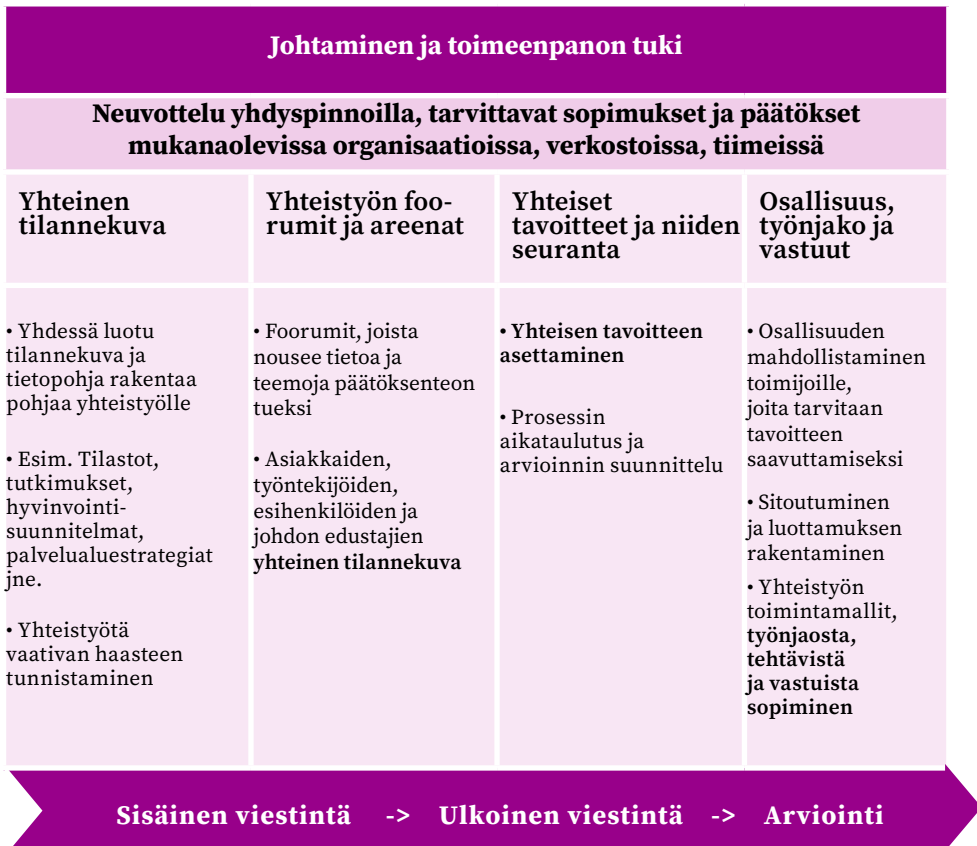 Johtaminen ja toimeenpanon tuki
Neuvottelu yhdyspinnoilla, tarvittavat sopimukset ja päätökset
mukanaolevissa organisaatioissa, verkostoissa, tiimeissä
Yhteinen
tilannekuva
Yhteistyön foo-
rumit ja areenat
Yhteiset
tavoitteet ja niiden
seuranta
Osallisuus,
työnjako ja
vastuut
• Yhdessä luotu
tilannekuva ja
tietopohja rakentaa
pohjaa yhteistyölle
• Esim. Tilastot,
tutkimukset,
hyvinvointi-
suunnitelmat,
palvelualuestrategiat
jne.
• Yhteistyötä
vaativan haasteen
tunnistaminen
• Foorumit, joista
nousee tietoa ja
teemoja päätöksenteon
tueksi
• Asiakkaiden,
työntekijöiden,
esihenkilöiden ja
johdon edustajien
yhteinen tilannekuva
• Yhteisen tavoitteen
asettaminen
• Prosessin
aikataulutus ja
arvioinnin suunnittelu
• Osallisuuden
mahdollistaminen
toimijoille,
joita tarvitaan
tavoitteen
saavuttamiseksi
• Sitoutuminen
ja luottamuksen
rakentaminen
• Yhteistyön
toimintamallit,
työnjaosta,
tehtävistä
ja vastuista
sopiminen
Sisäinen viestintä -> Ulkoinen viestintä -> Arviointi